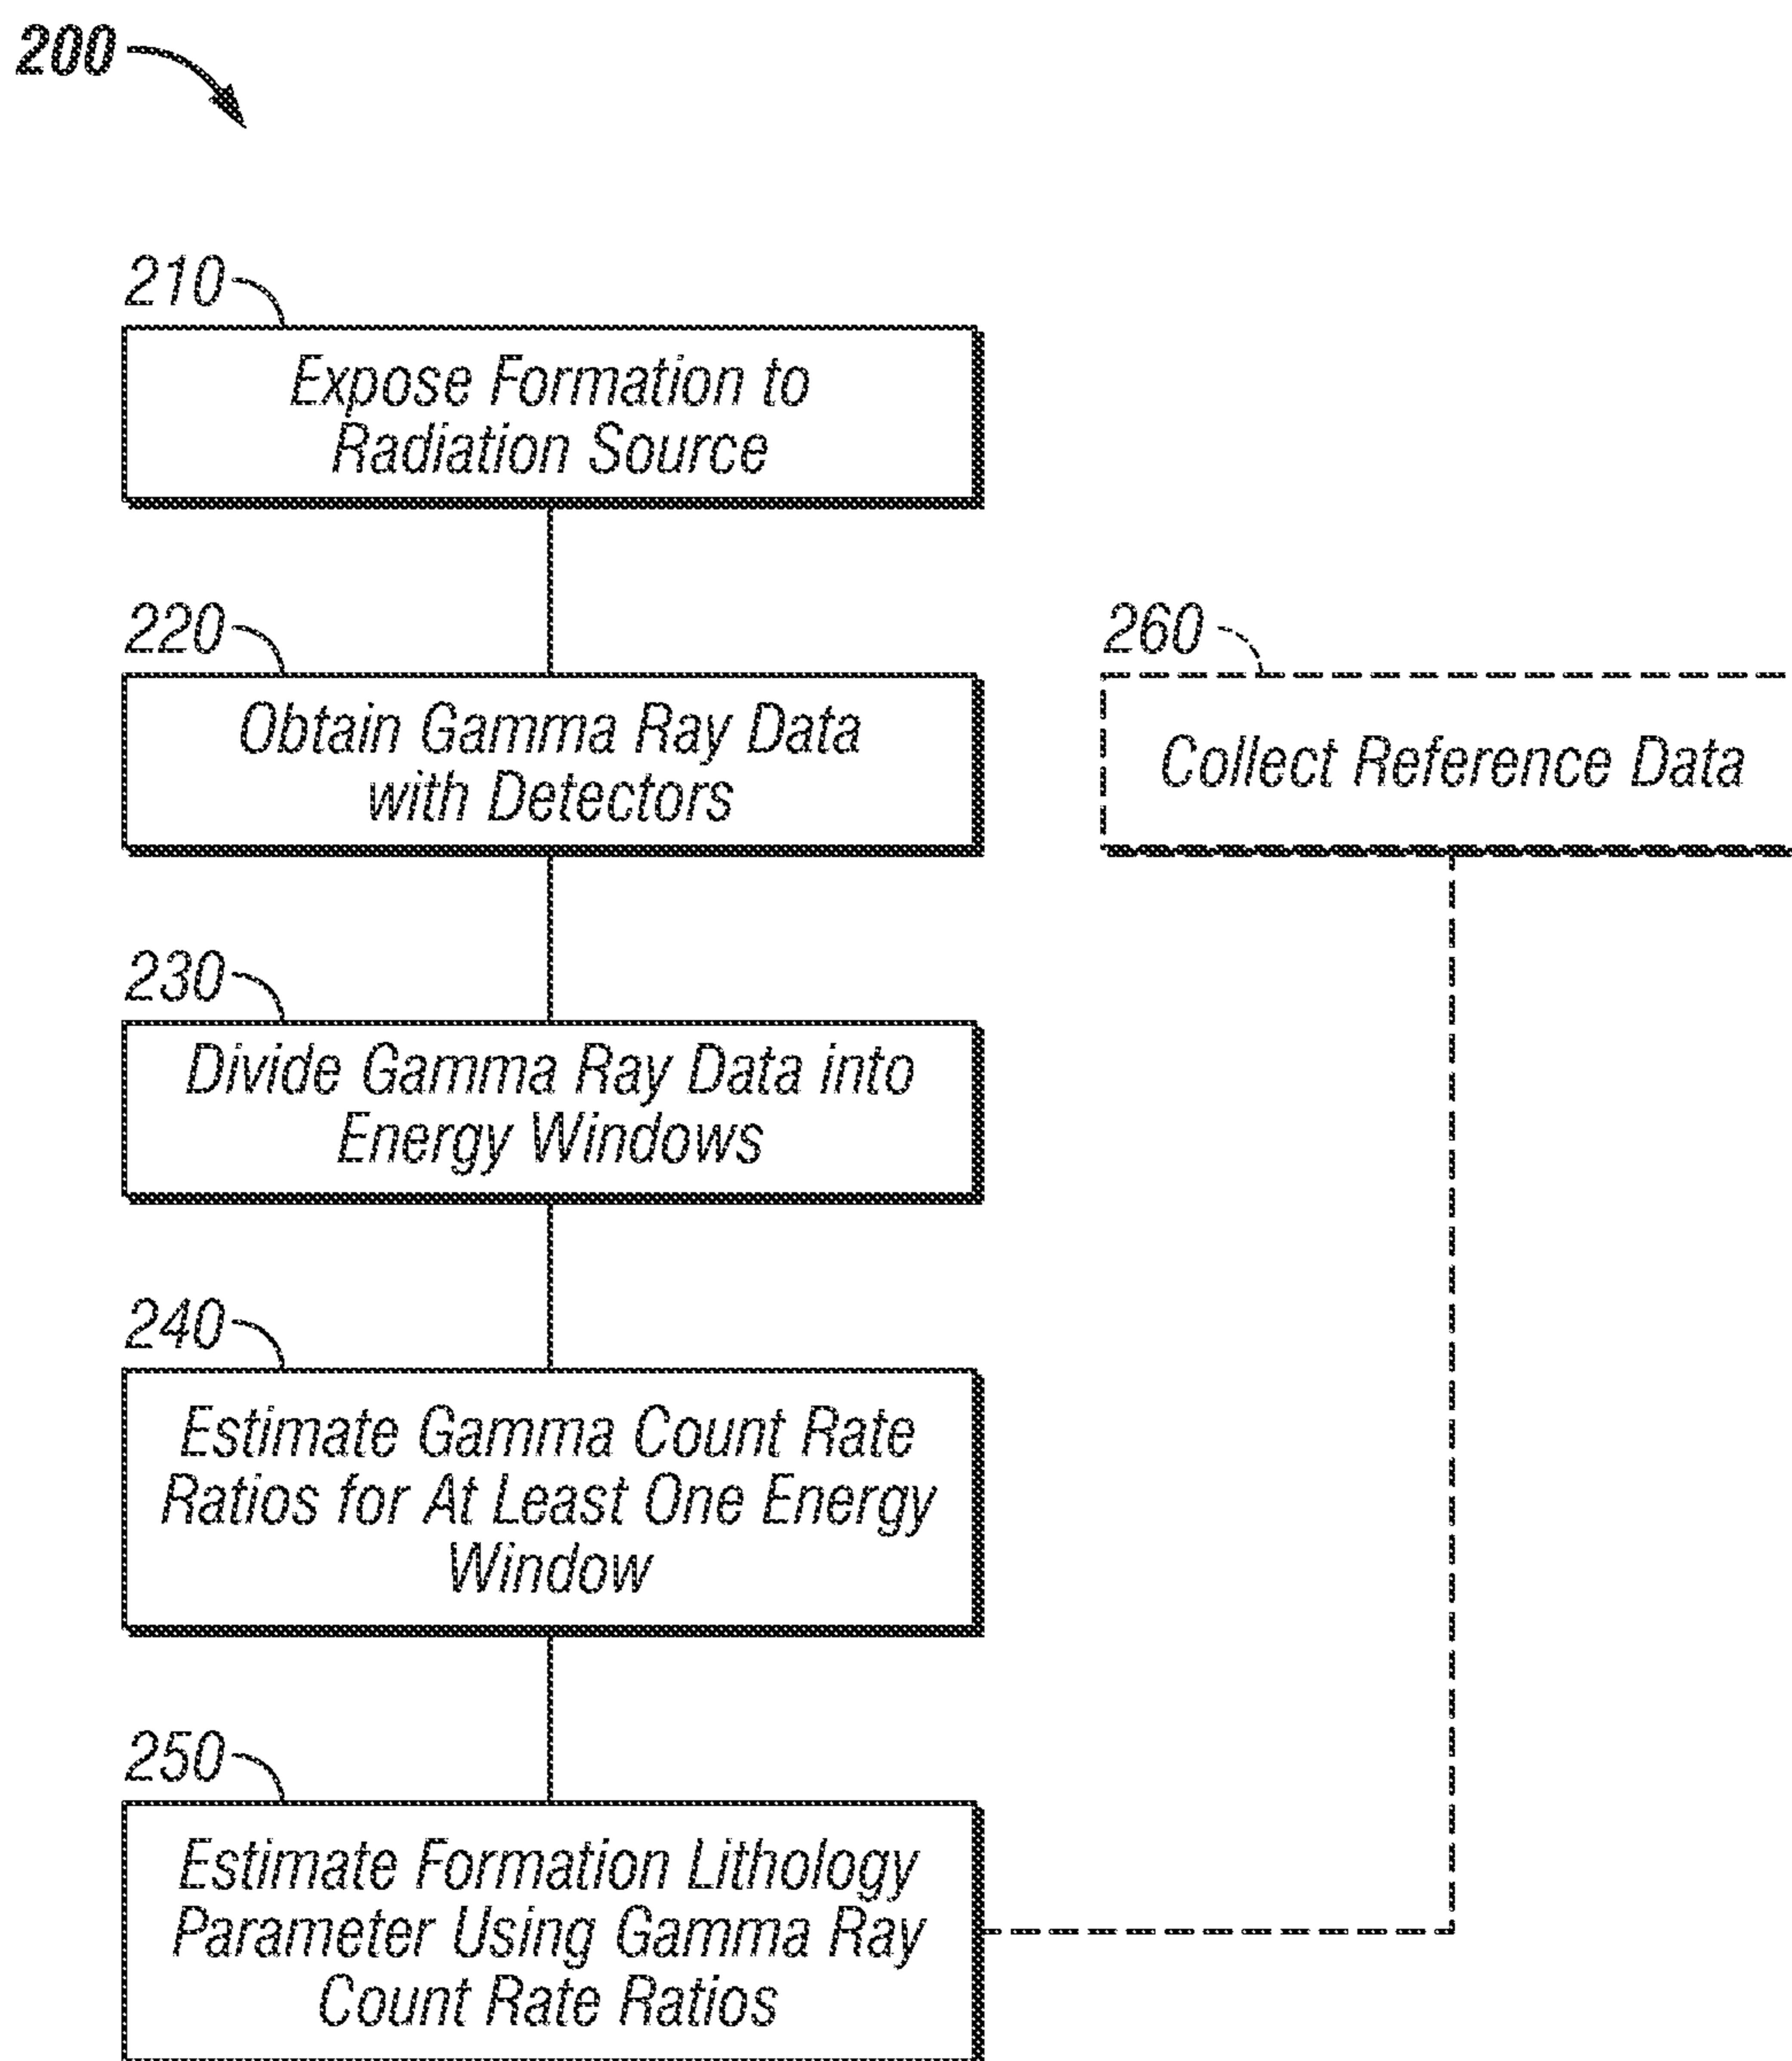 200
210
Expose Formation to
Radiation Source
220
Obtain Gamma Ray Data
with Detectors
260
Collect Reference Data
230
Divide Gamma Ray Data into
Energy Windows
240
Estimate Gamma Count Rate
Ratios for At Least One Energy
Window
250
Estimate Formation Lithology
Parameter Using Gamma Ray
Count Rate Ratios